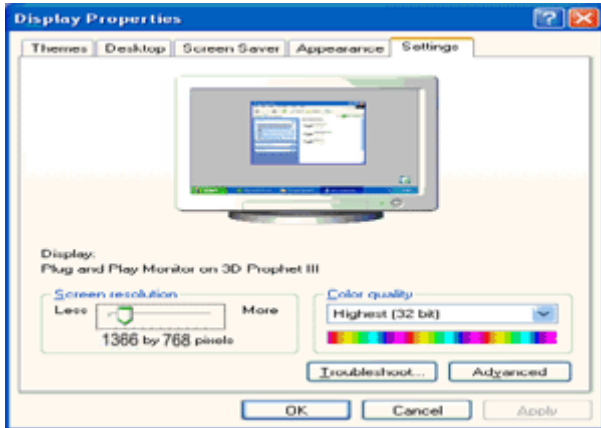 Display Properties
Themes Desktop Screen Saver Appearance Settings
Display:
Plug and Play Monitor on 3D Prophet III
Screen resolution
Less More
1366 by 768 pixels
Color quality
Highest (32 bit)
Troubleshoot... Advanced
OK Cancel Apply